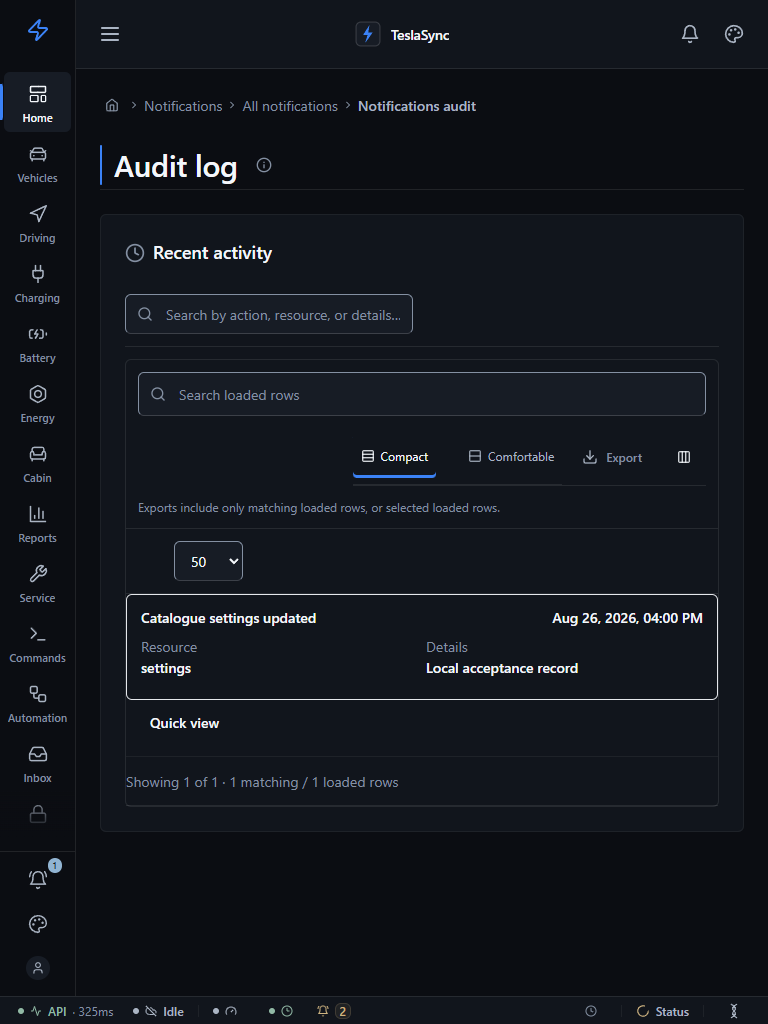 TeslaSync
Home
Vehicles
Driving
Charging
Battery
Energy
Cabin
Reports
Service
Commands
Automation
Inbox
1
Notifications
All notifications
Notifications audit
Audit log
Recent activity
Search by action, resource, or details...
Search loaded rows
Compact
Comfortable
Export
Exports include only matching loaded rows, or selected loaded rows.
50
Catalogue settings updated
Aug 26, 2026, 04:00 PM
Resource
Details
settings
Local acceptance record
Quick view
Showing 1 of 1 · 1 matching / 1 loaded rows
API · 325ms
Idle
2
Status